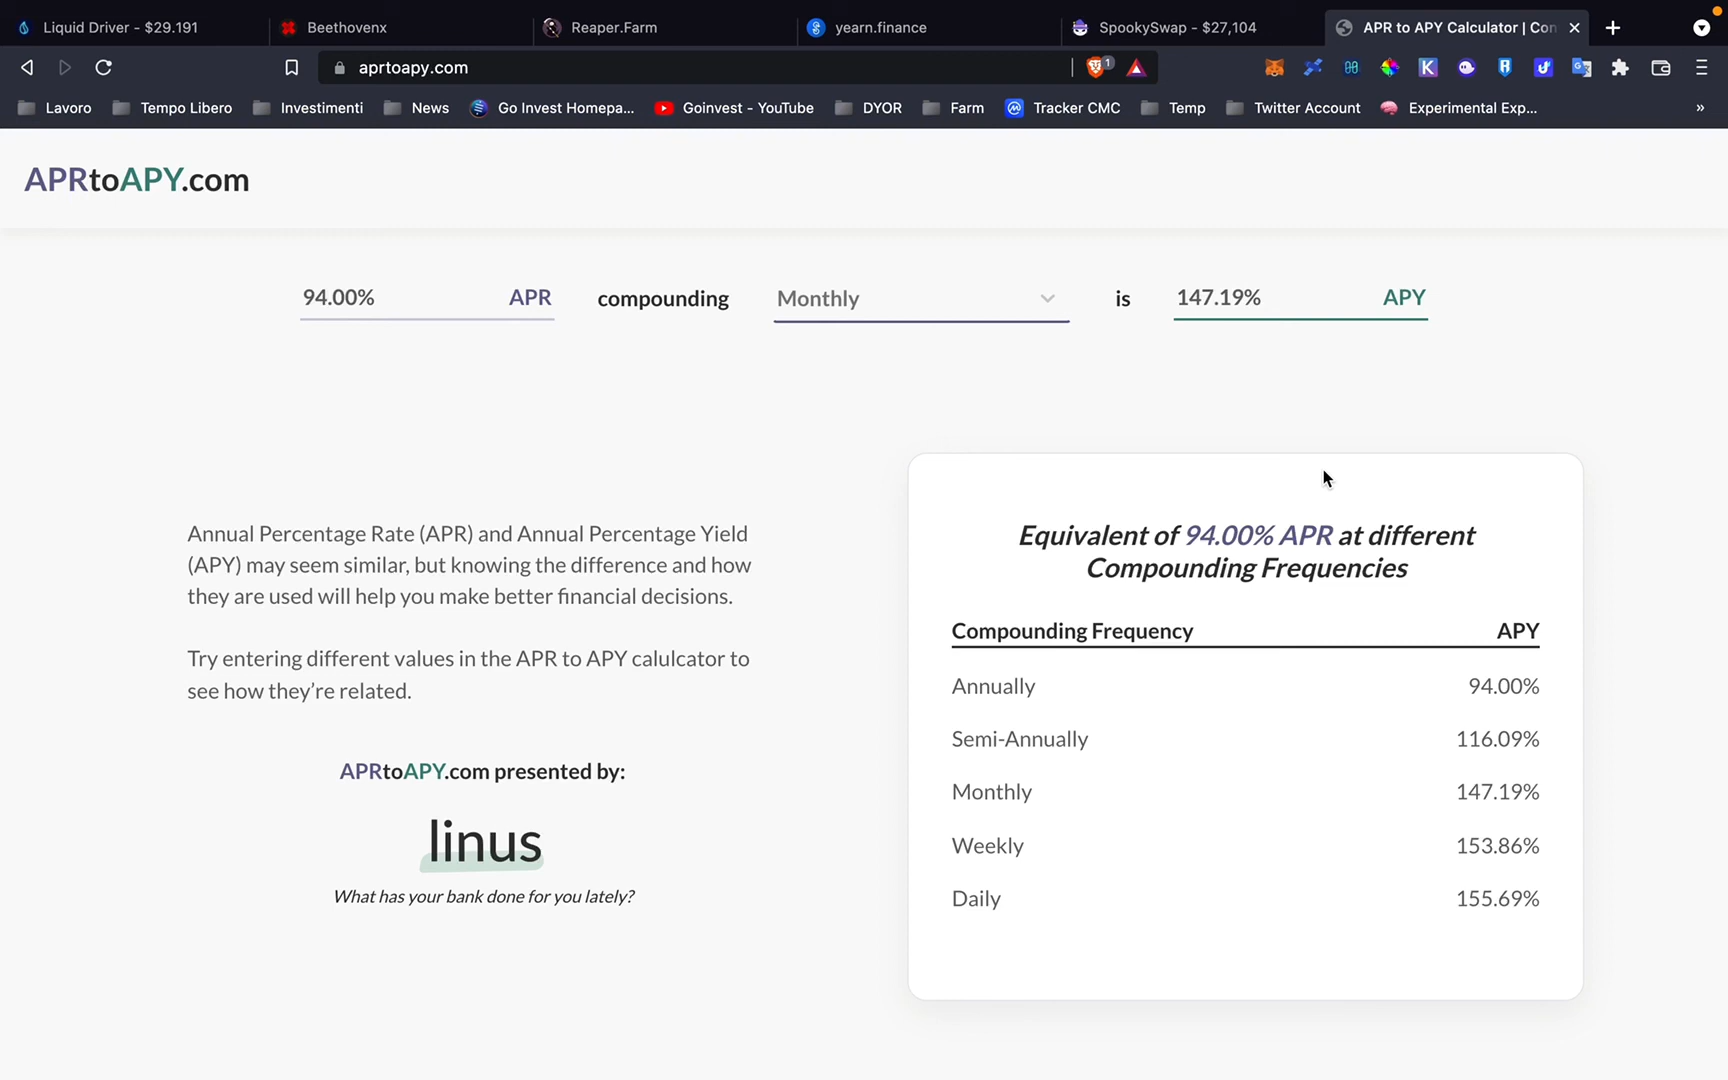 Liquid Driver - $29.191
Beethovenx
Reaper.Farm
yearn.finance
SpookySwap - $27,104
APR to APY Calculator | Con
aprtoapy.com
1
Lavoro
Tempo Libero
Investimenti
News
Go Invest Homepa...
Goinvest - YouTube
DYOR
Farm
Tracker CMC
Temp
Twitter Account
Experimental Exp...
»
APRtoAPY.com
94.00% APR compounding Monthly is 147.19% APY
Annual Percentage Rate (APR) and Annual Percentage Yield
(APY) may seem similar, but knowing the difference and how
they are used will help you make better financial decisions.
Try entering different values in the APR to APY calulcator to
see how they’re related.
APRtoAPY.com presented by:
linus
What has your bank done for you lately?
Equivalent of 94.00% APR at different
Compounding Frequencies
Compounding Frequency APY
Annually 94.00%
Semi-Annually 116.09%
Monthly 147.19%
Weekly 153.86%
Daily 155.69%